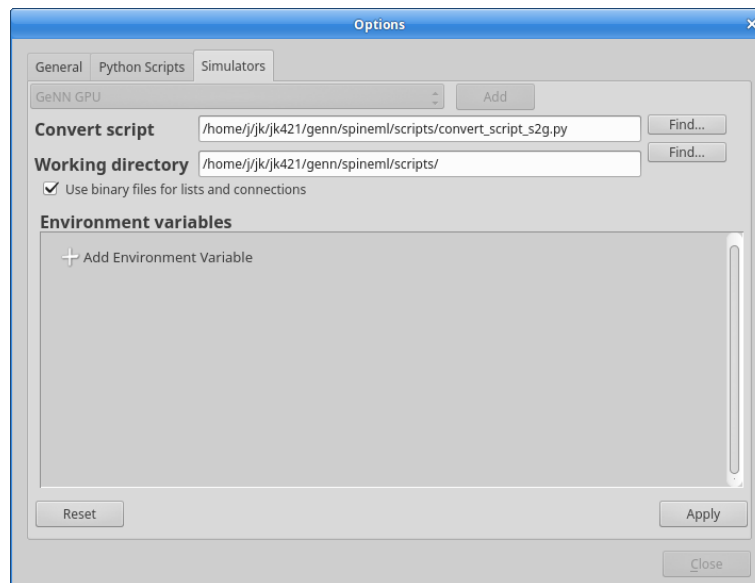 Options
General Python Scripts Simulators
GeNN GPU Add
Convert script /home/j/jk/jk421/genn/spineml/scripts/convert_script_s2g.py Find...
Working directory /home/j/jk/jk421/genn/spineml/scripts/ Find...
Use binary files for lists and connections
Environment variables
Add Environment Variable
Reset Apply
Close